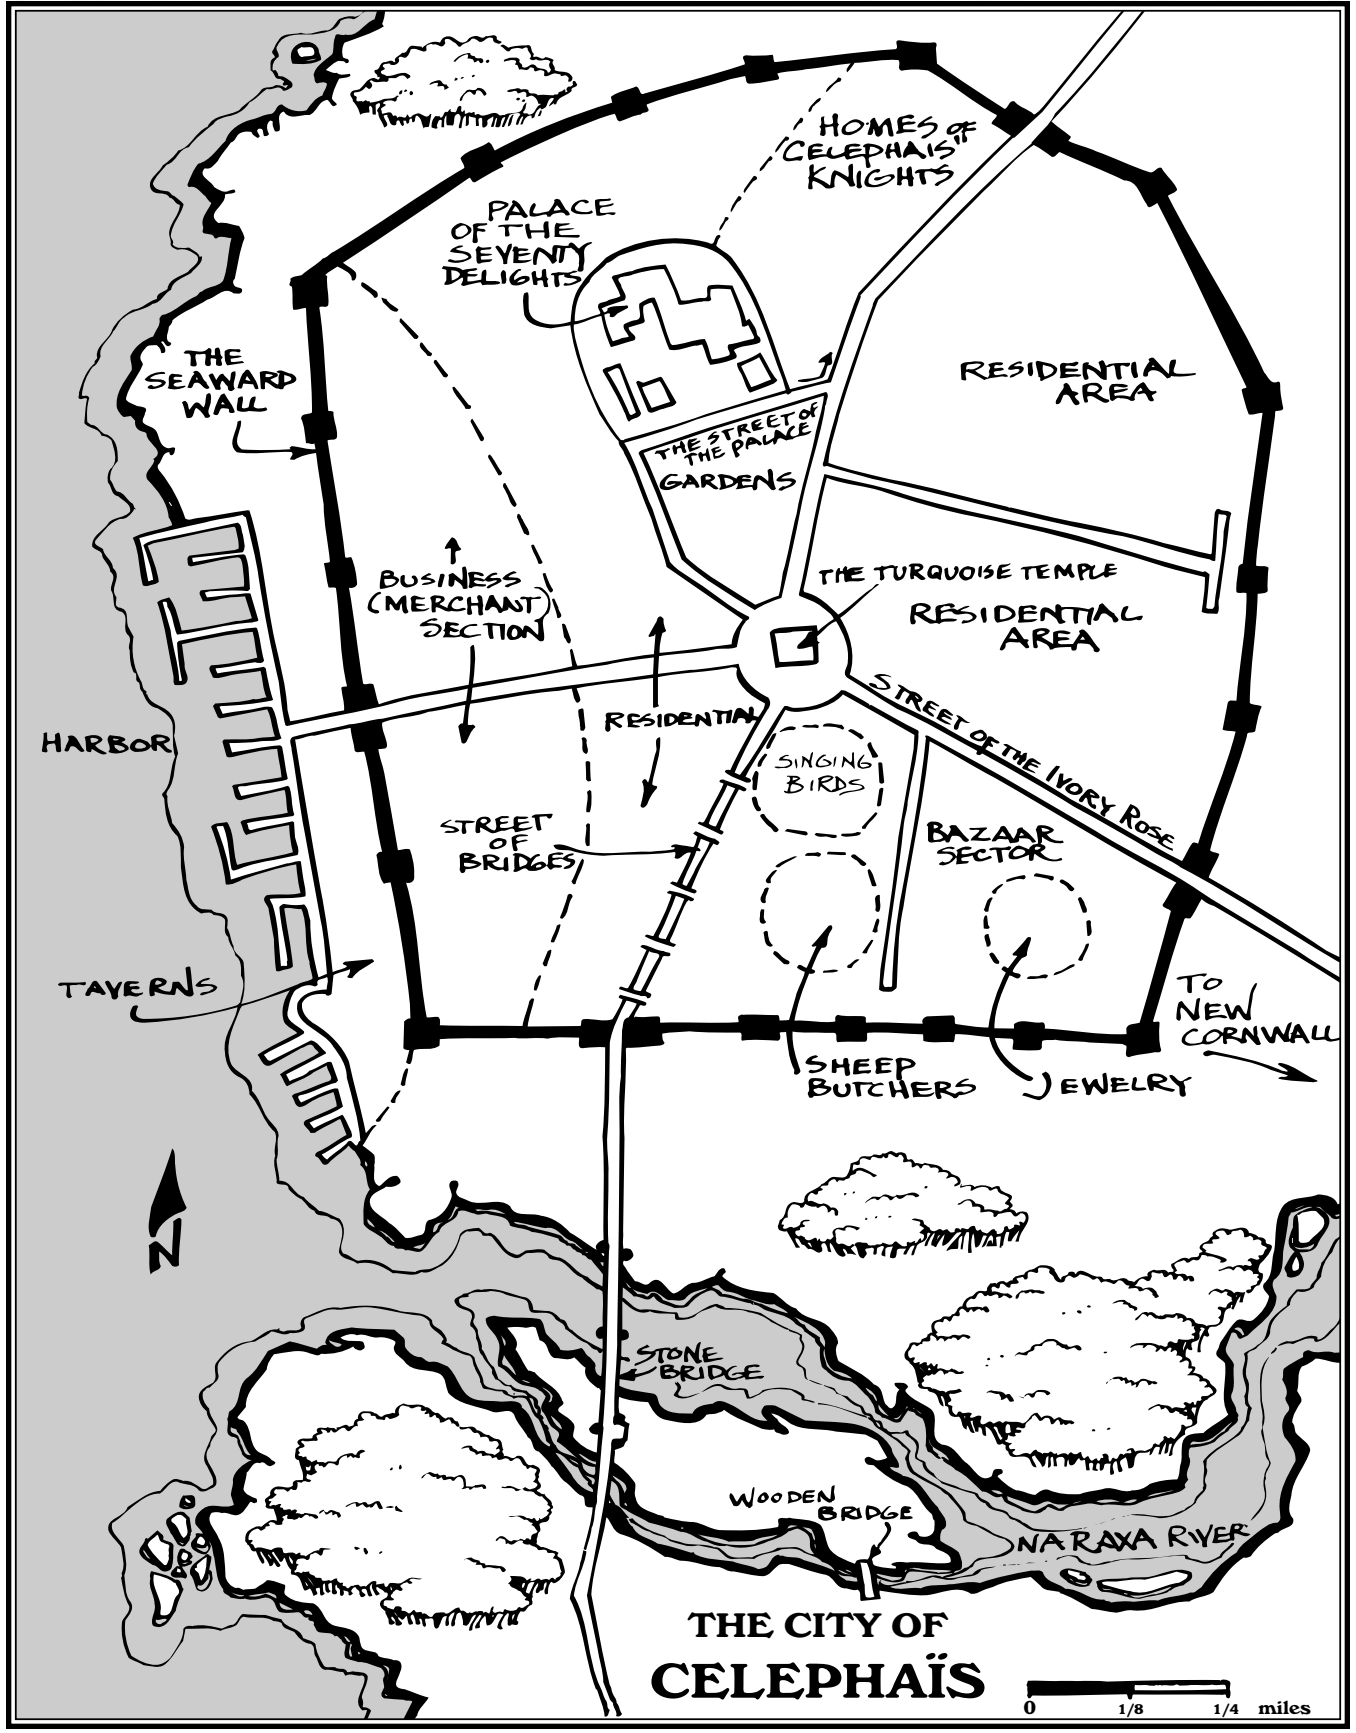 HOMES OF
CELEPHAIS'
KNIGHTS
PALACE
OF THE
SEVENTY
DELIGHTS
THE
SEAWARD
WALL
RESIDENTIAL
AREA
THE STREET OF
THE PALACE
GARDENS
BUSINESS
(MERCHANT)
SECTION
THE TURQUOISE TEMPLE
RESIDENTIAL
AREA
STREET OF THE IVORY ROSE
HARBOR
RESIDENTIAL
SINGING
BIRDS
STREET
OF
BRIDGES
BAZAAR
SECTOR
TAVERNS
TO
NEW
CORNWALL
SHEEP
BUTCHERS
JEWELRY
N
STONE
BRIDGE
WOODEN
BRIDGE
NARAXA RIVER
THE CITY OF
CELEPHAÏS
0 1/8 1/4 miles